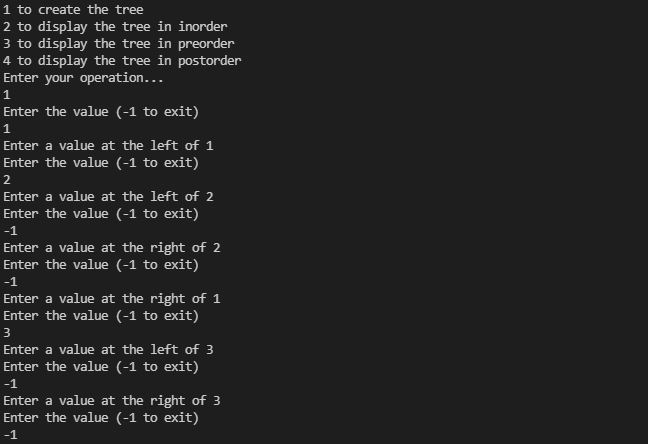 1 to create the tree
2 to display the tree in inorder
3 to display the tree in preorder
4 to display the tree in postorder
Enter your operation...
1
Enter the value (-1 to exit)
1
Enter a value at the left of 1
Enter the value (-1 to exit)
2
Enter a value at the left of 2
Enter the value (-1 to exit)
-1
Enter a value at the right of 2
Enter the value (-1 to exit)
-1
Enter a value at the right of 1
Enter the value (-1 to exit)
3
Enter a value at the left of 3
Enter the value (-1 to exit)
-1
Enter a value at the right of 3
Enter the value (-1 to exit)
-1